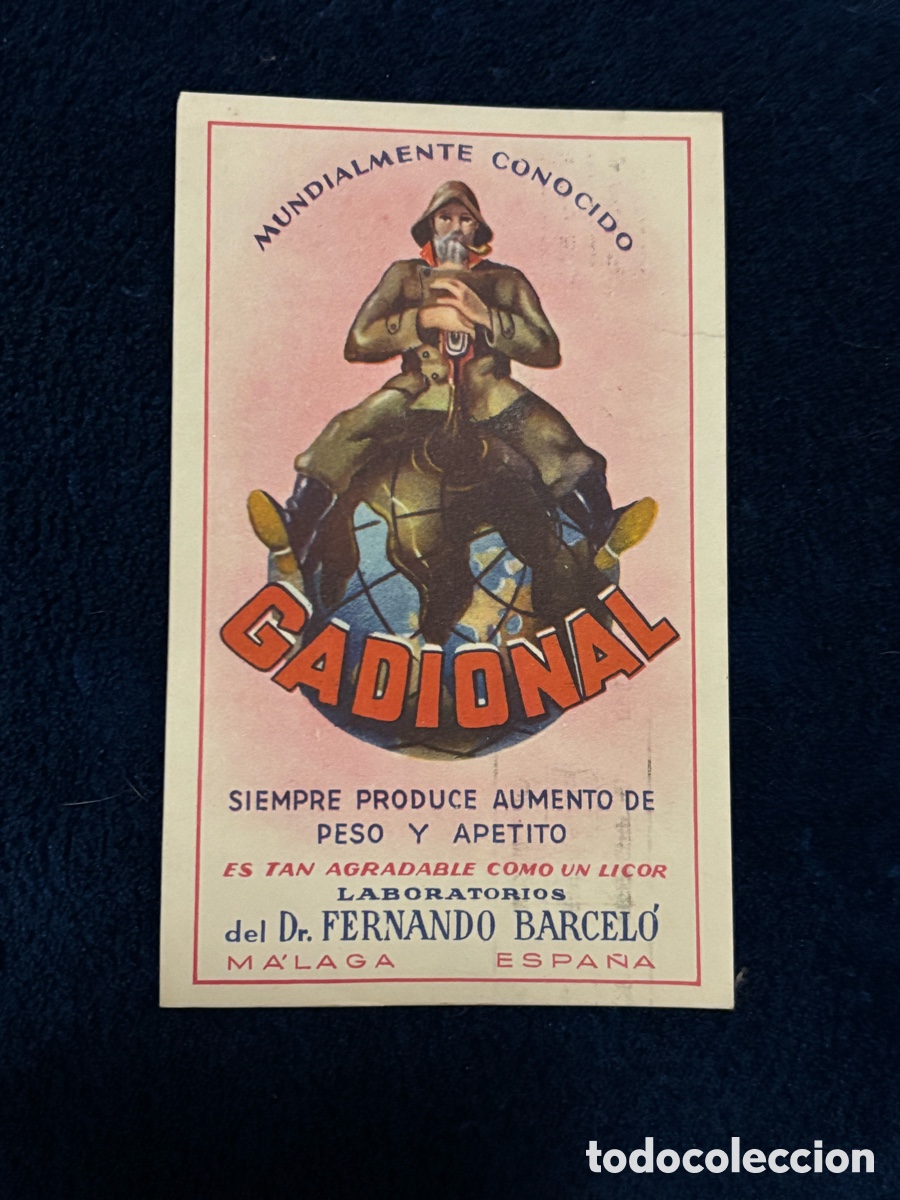 MUNDIALMENTE CONOCIDO
GADIONAL
SIEMPRE PRODUCE AUMENTO DE
PESO Y APETITO
ES TAN AGRADABLE COMO UN LICOR
LABORATORIOS
del Dr. FERNANDO BARCELÓ
MÁLAGA ESPAÑA
todocoleccion